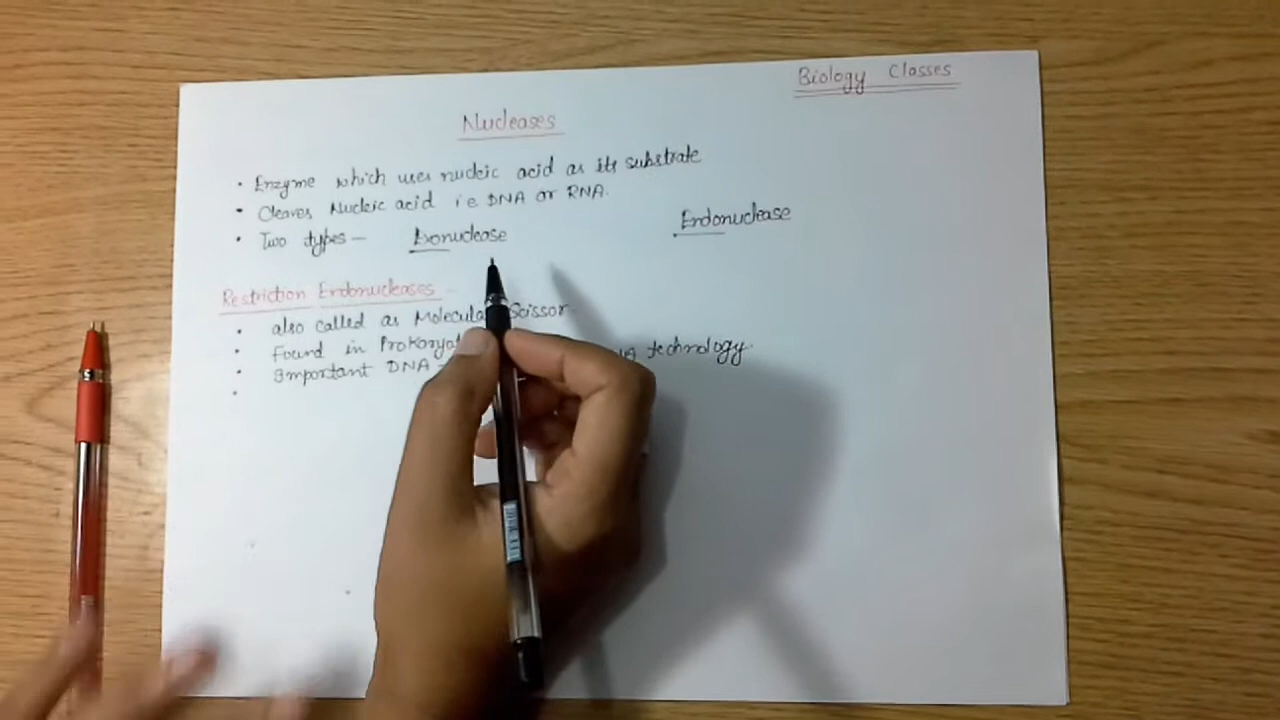 Biology Classes
Nucleases
• Enzyme which uses nucleic acid as its substrate
• Cleaves Nucleic acid i.e DNA or RNA.
• Two types — Exonuclease Endonuclease
Restriction Endonucleases –
• also called as Molecular Scissor.
• Found in
• Important DNA technology.
•